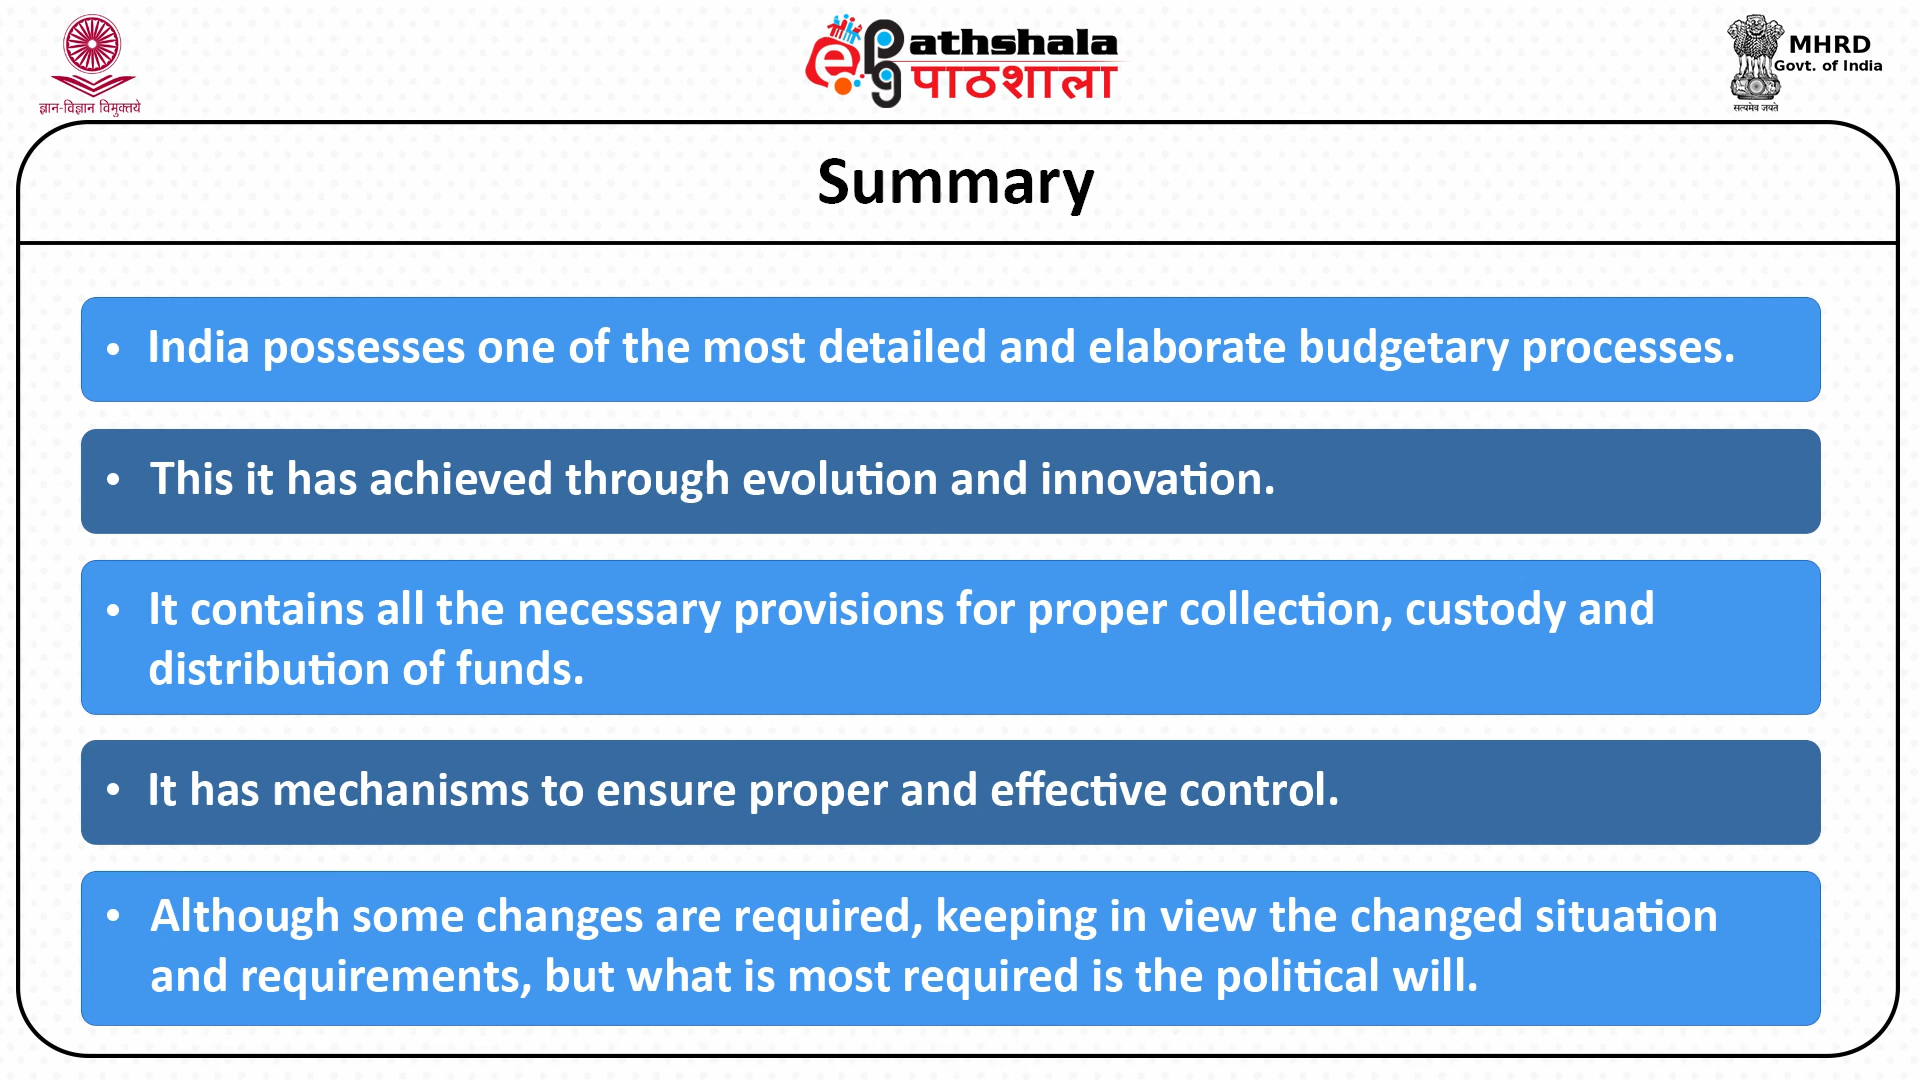 ज्ञान-विज्ञान विमुक्तये
e
pg
athshala
पाठशाला
MHRD
Govt. of India
सत्यमेव जयते
Summary
• India possesses one of the most detailed and elaborate budgetary processes.
• This it has achieved through evolution and innovation.
• It contains all the necessary provisions for proper collection, custody and
distribution of funds.
• It has mechanisms to ensure proper and effective control.
• Although some changes are required, keeping in view the changed situation
and requirements, but what is most required is the political will.